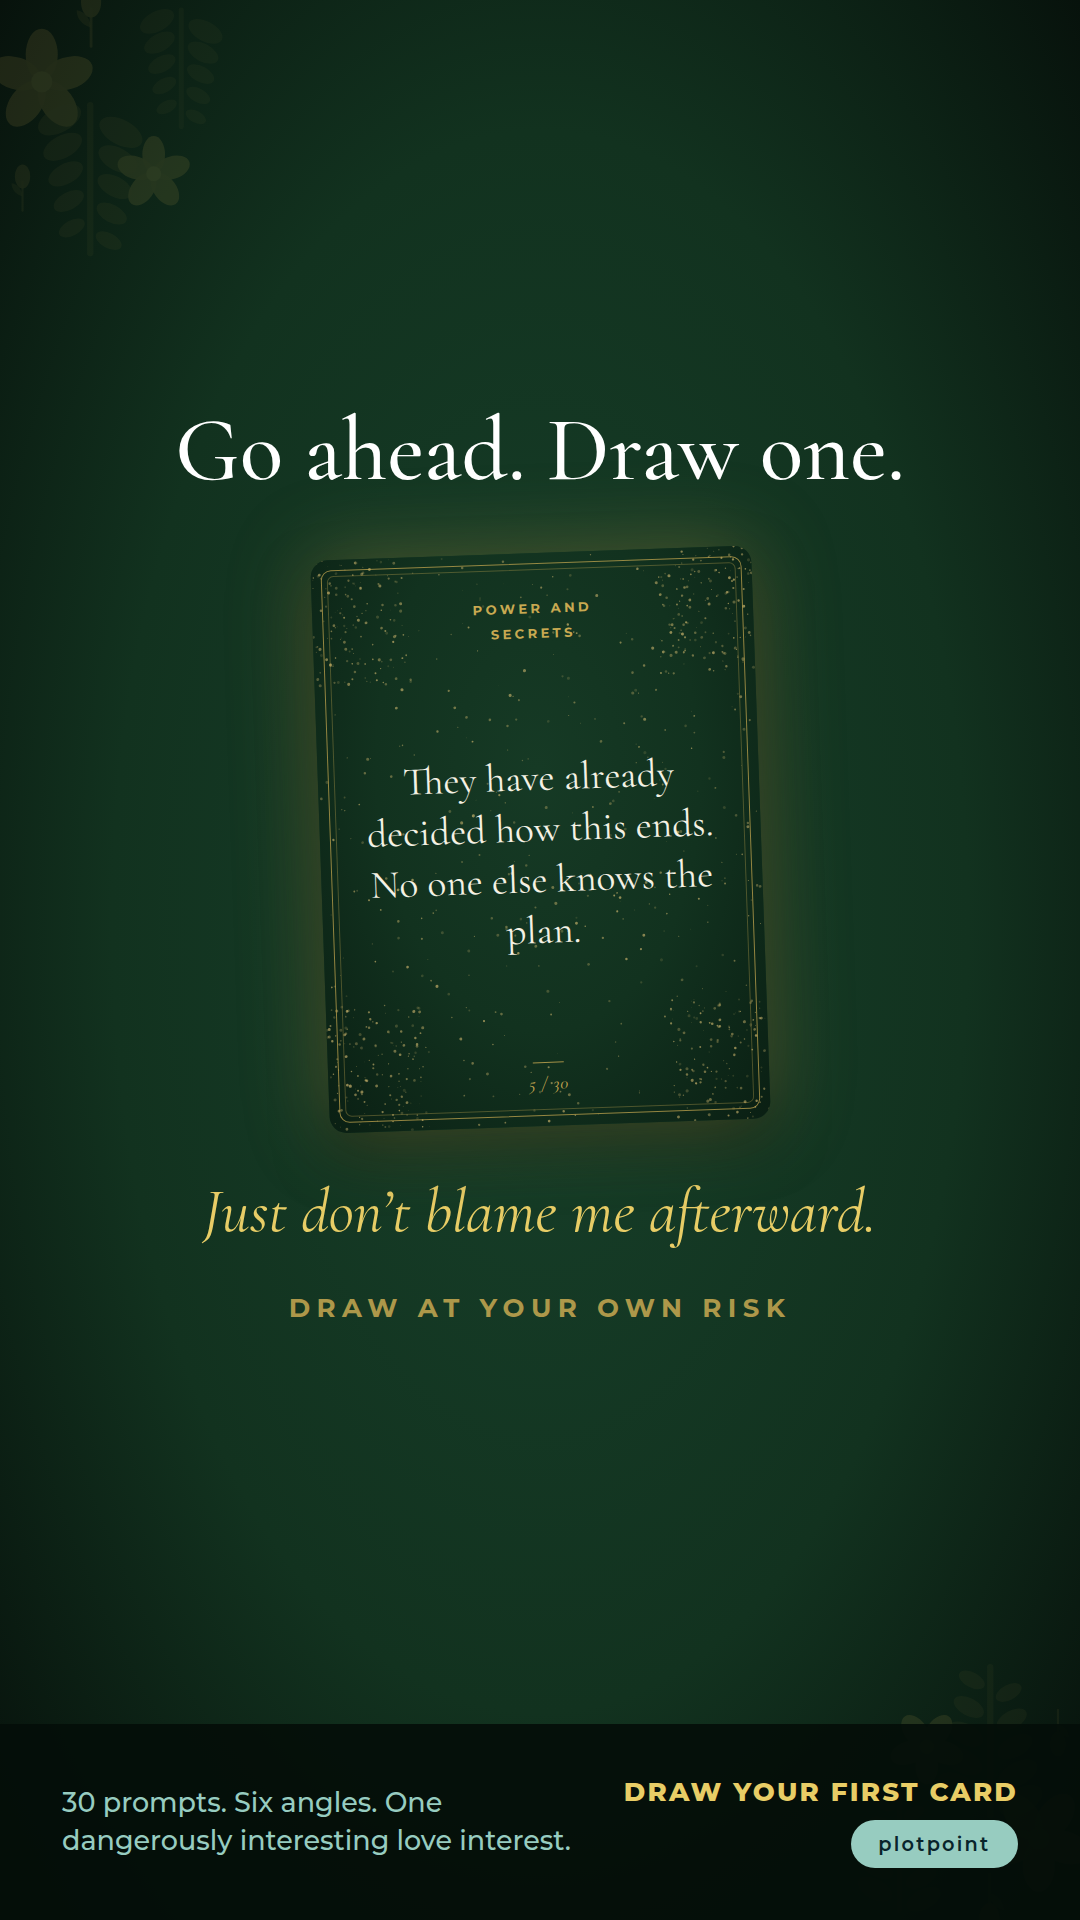 Go ahead. Draw one.
POWER AND
SECRETS
They have already
decided how this ends.
No one else knows the
plan.
5 / 30
Just don’t blame me afterward.
DRAW AT YOUR OWN RISK
30 prompts. Six angles. One
dangerously interesting love interest.
DRAW YOUR FIRST CARD
plotpoint